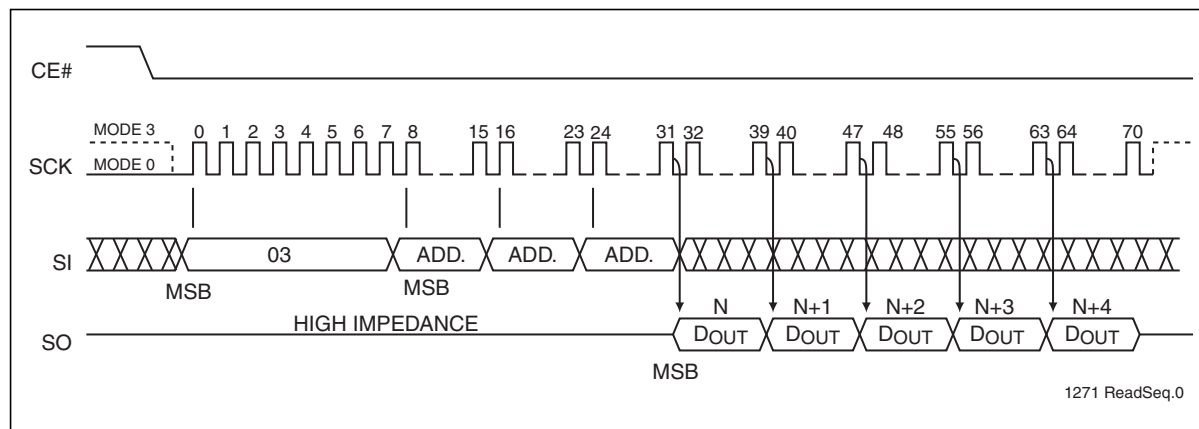 CE#
MODE 3
0 1 2 3 4 5 6 7 8 15 16 23 24 31 32 39 40 47 48 55 56 63 64 70
SCK
MODE 0
SI
03 ADD. ADD. ADD.
MSB MSB
N N+1 N+2 N+3 N+4
HIGH IMPEDANCE
SO
DOUT DOUT DOUT DOUT DOUT
MSB
1271 ReadSeq.0